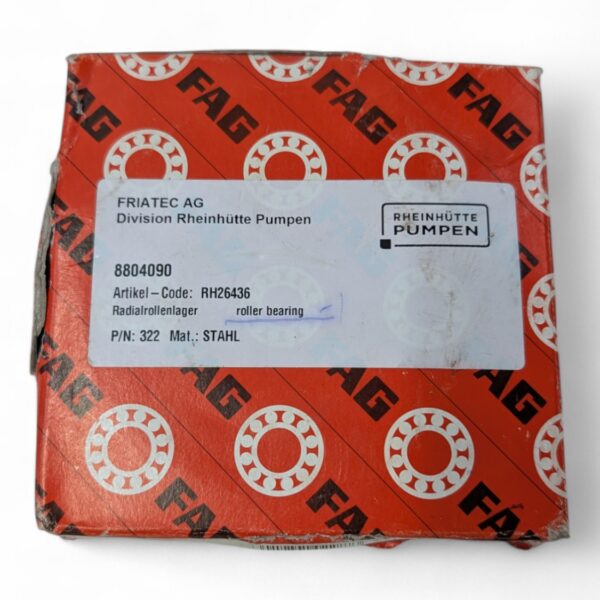 FAG
FAG
FAG
FRIATEC AG
Division Rheinhütte Pumpen
RHEINHÜTTE
PUMPEN
8804090
Artikel–Code: RH26436
Radialrollenlager roller bearing
P/N: 322 Mat.: STAHL
FAG
FAG
FAG
FAG
FAG
FAG